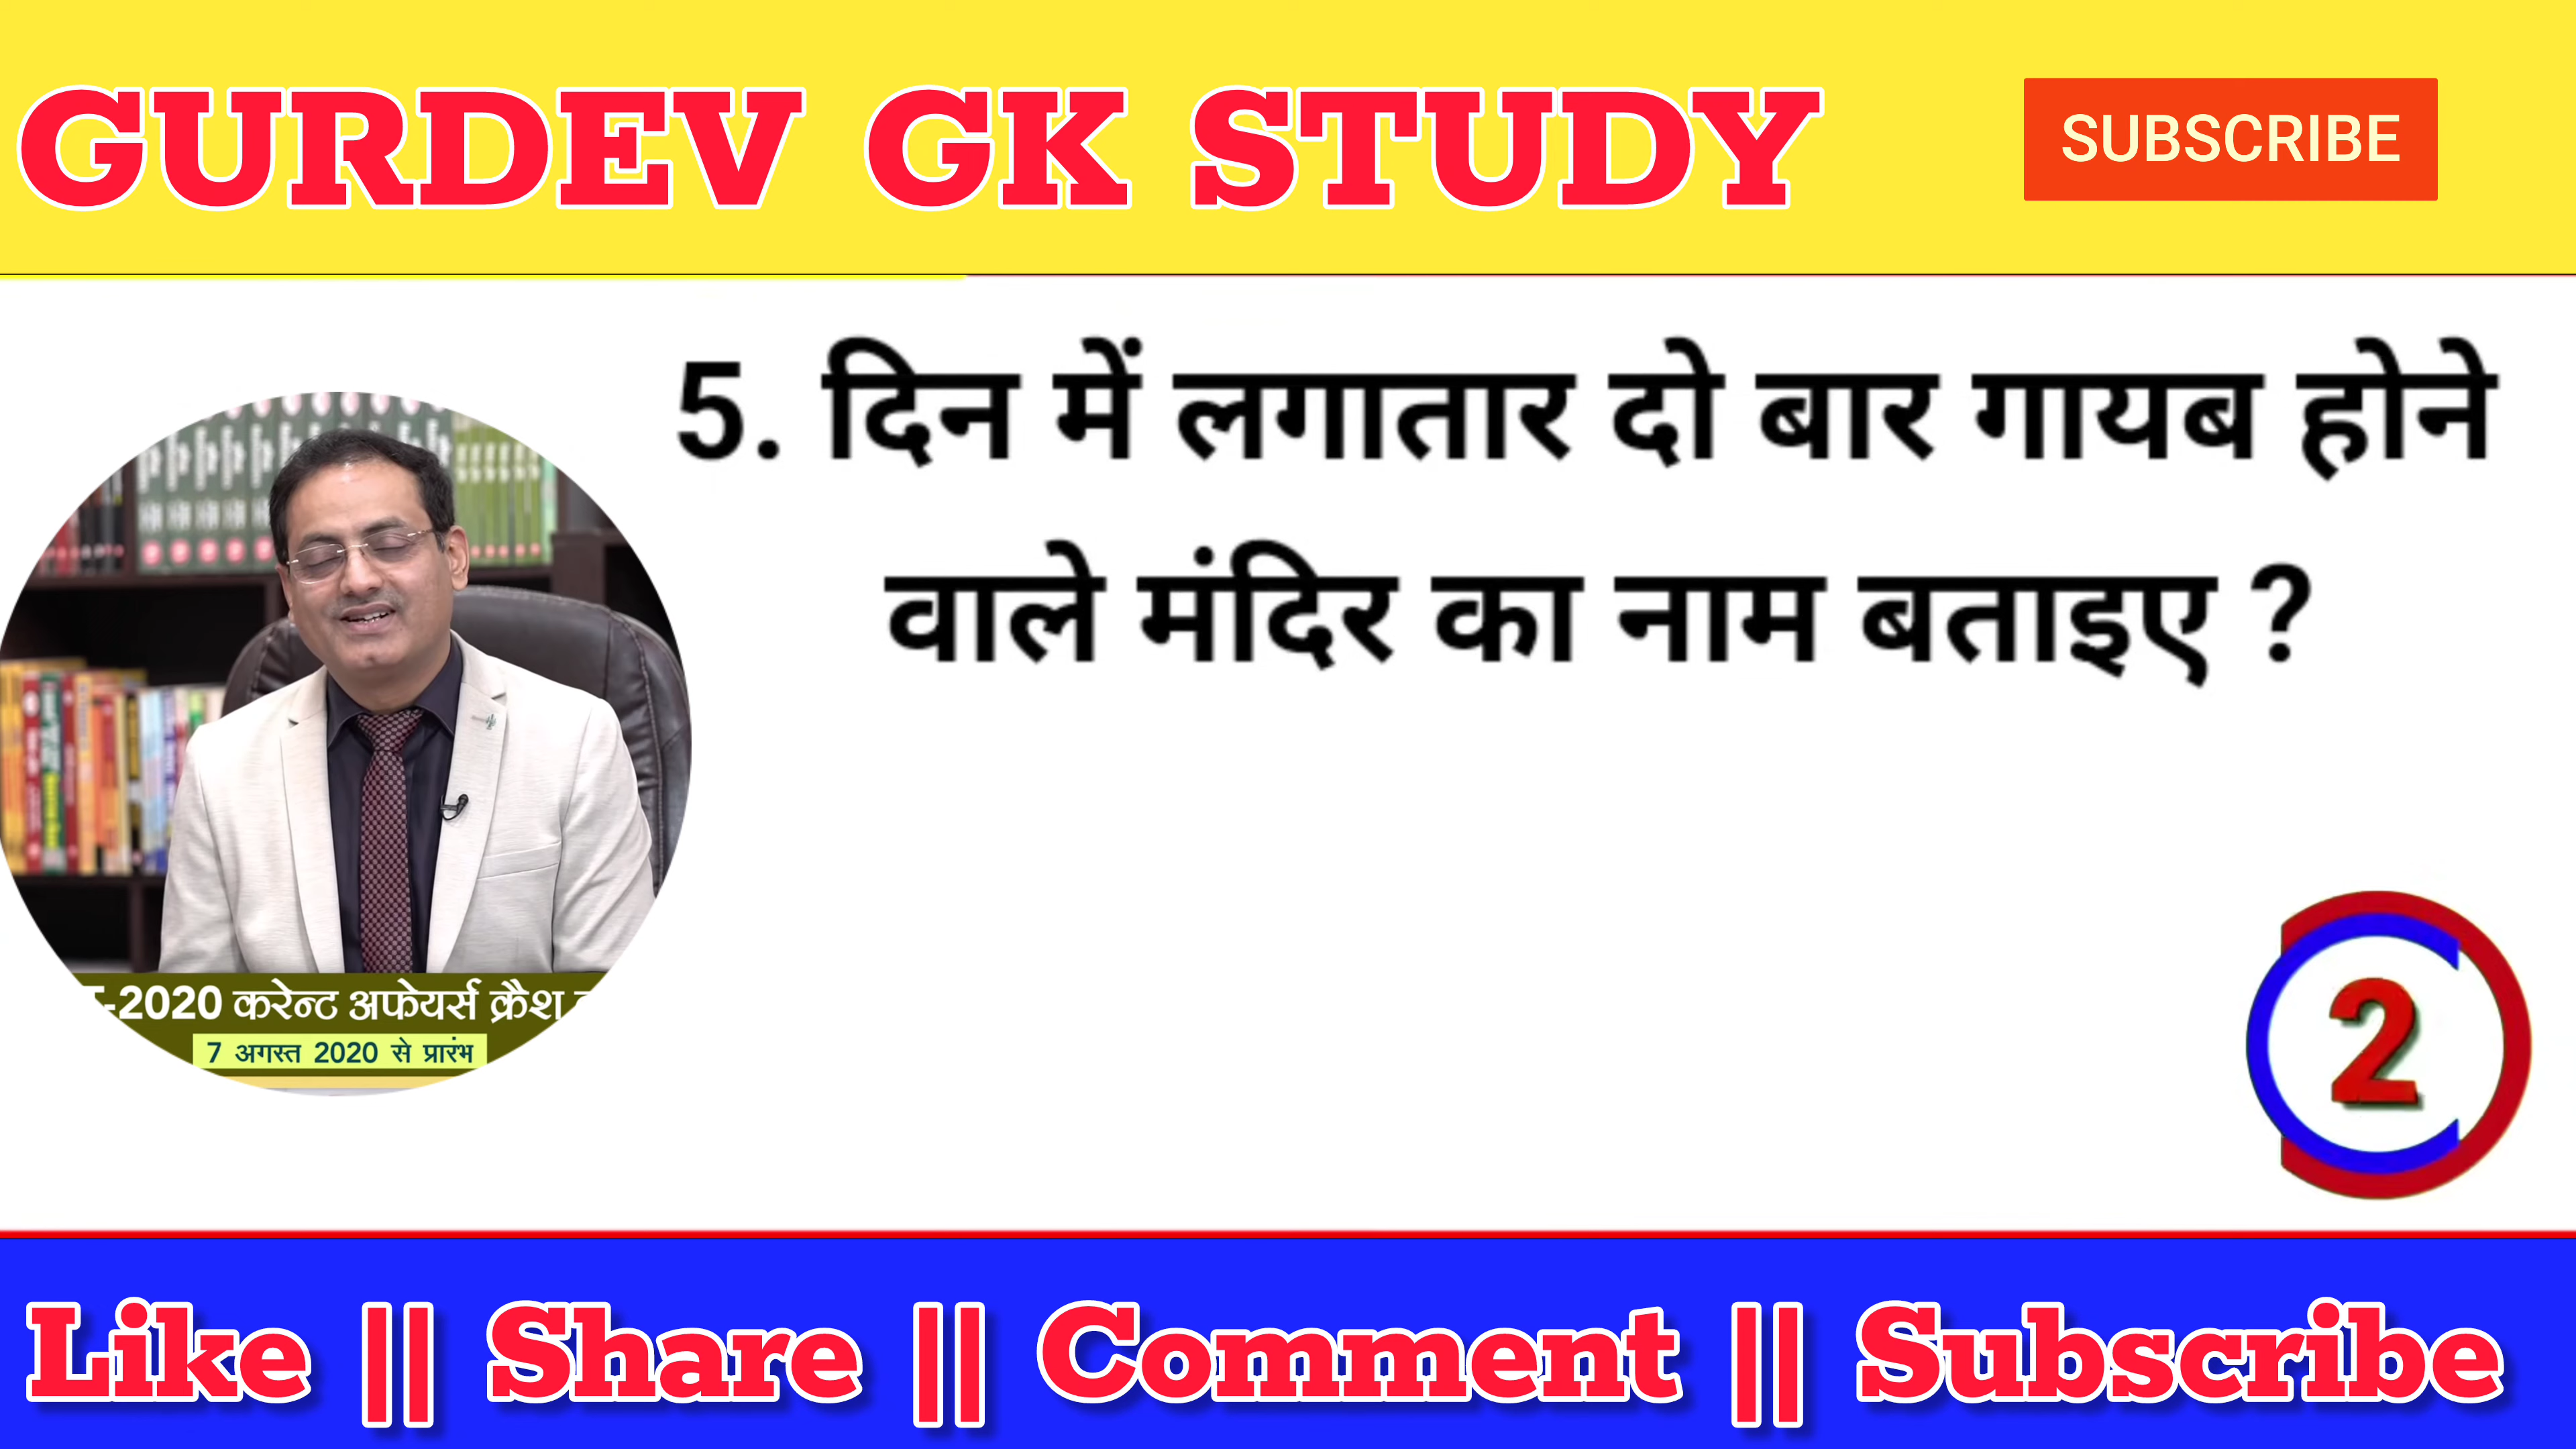 GURDEV GK STUDY
SUBSCRIBE
5. दिन में लगातार दो बार गायब होने
वाले मंदिर का नाम बताइए ?
-2020 करेन्ट अफेयर्स क्रैश
7 अगस्त 2020 से प्रारंभ
2
Like || Share || Comment || Subscribe